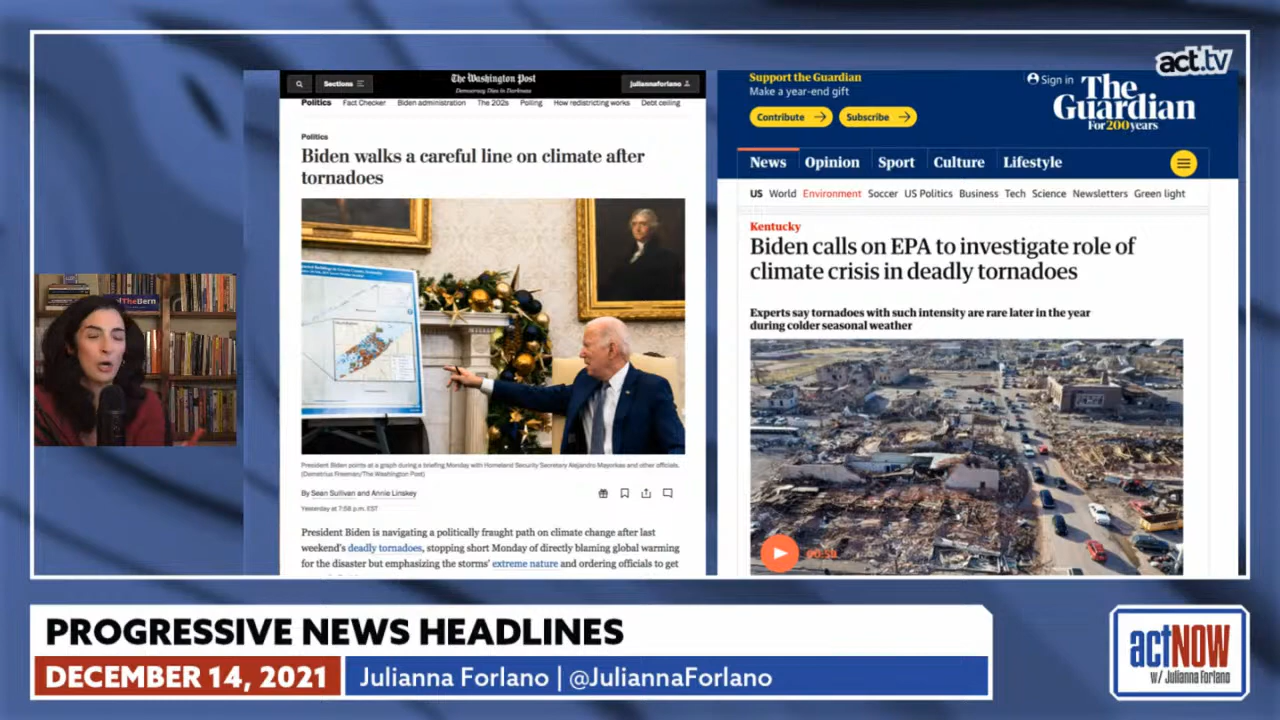 act.tv
Sections
The Washington Post
Democracy Dies in Darkness
juliannaforlano
Politics Fact Checker Biden administration The 202s Polling How redistricting works Debt ceiling
Politics
Biden walks a careful line on climate after
tornadoes
President Biden points at a graph during a briefing Monday with Homeland Security Secretary Alejandro Mayorkas and other officials.
(Demetrius Freeman/The Washington Post)
By Sean Sullivan and Annie Linskey
Yesterday at 7:58 p.m. EST
President Biden is navigating a politically fraught path on climate change after last
weekend's deadly tornadoes, stopping short Monday of directly blaming global warming
for the disaster but emphasizing the storms' extreme nature and ordering officials to get
Support the Guardian
Make a year-end gift
Contribute
Subscribe
Sign in
The
Guardian
For 200 years
News Opinion Sport Culture Lifestyle
US World Environment Soccer US Politics Business Tech Science Newsletters Green light
Kentucky
Biden calls on EPA to investigate role of
climate crisis in deadly tornadoes
Experts say tornadoes with such intensity are rare later in the year
during colder seasonal weather
dTheBern
PROGRESSIVE NEWS HEADLINES
DECEMBER 14, 2021
Julianna Forlano | @JuliannaForlano
actNOW
w/ Julianna Forlano